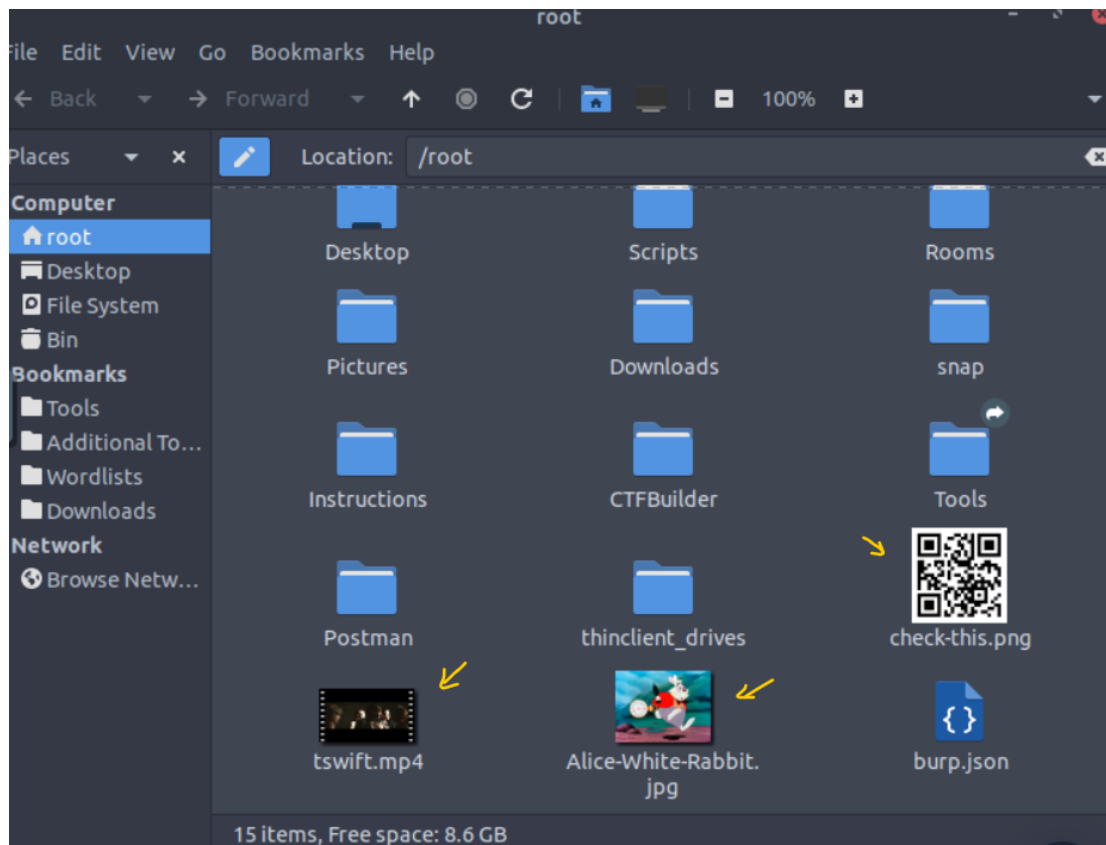 root
File Edit View Go Bookmarks Help
Back Forward 100%
Places Location: /root
Computer
root
Desktop
File System
Bin
Bookmarks
Tools
Additional To...
Wordlists
Downloads
Network
Browse Netw...
Desktop Scripts Rooms
Pictures Downloads snap
Instructions CTFBuilder Tools
Postman thinclient_drives check-this.png
tswift.mp4 Alice-White-Rabbit. burp.json
jpg
15 items, Free space: 8.6 GB